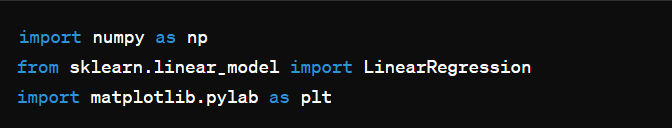 import numpy as np
from sklearn.linear_model import LinearRegression
import matplotlib.pylab as plt